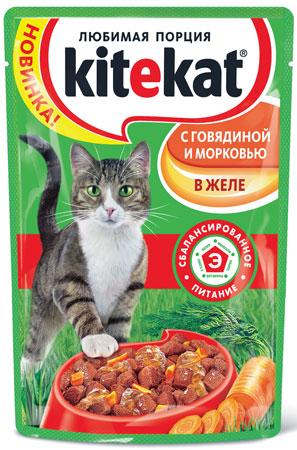 ЛЮБИМАЯ ПОРЦИЯ
kitekat®
НОВИНКА!
С ГОВЯДИНОЙ
И МОРКОВЬЮ
В ЖЕЛЕ
СБАЛАНСИРОВАННОЕ
Э
ПИТАНИЕ